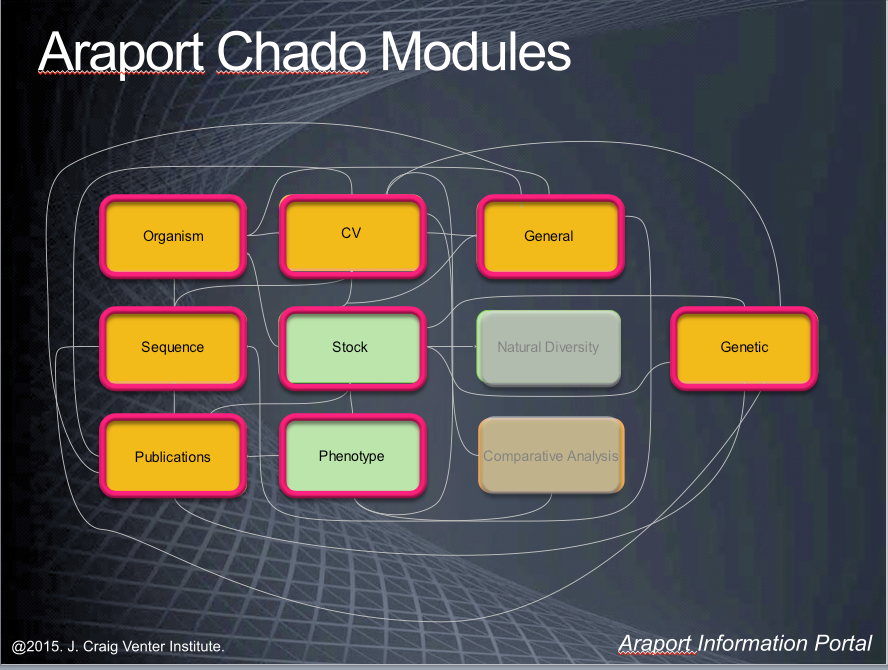 Araport Chado Modules
Organism
CV
General
Sequence
Stock
Natural Diversity
Genetic
Publications
Phenotype
Comparative Analysis
@2015. J. Craig Venter Institute.
Araport Information Portal